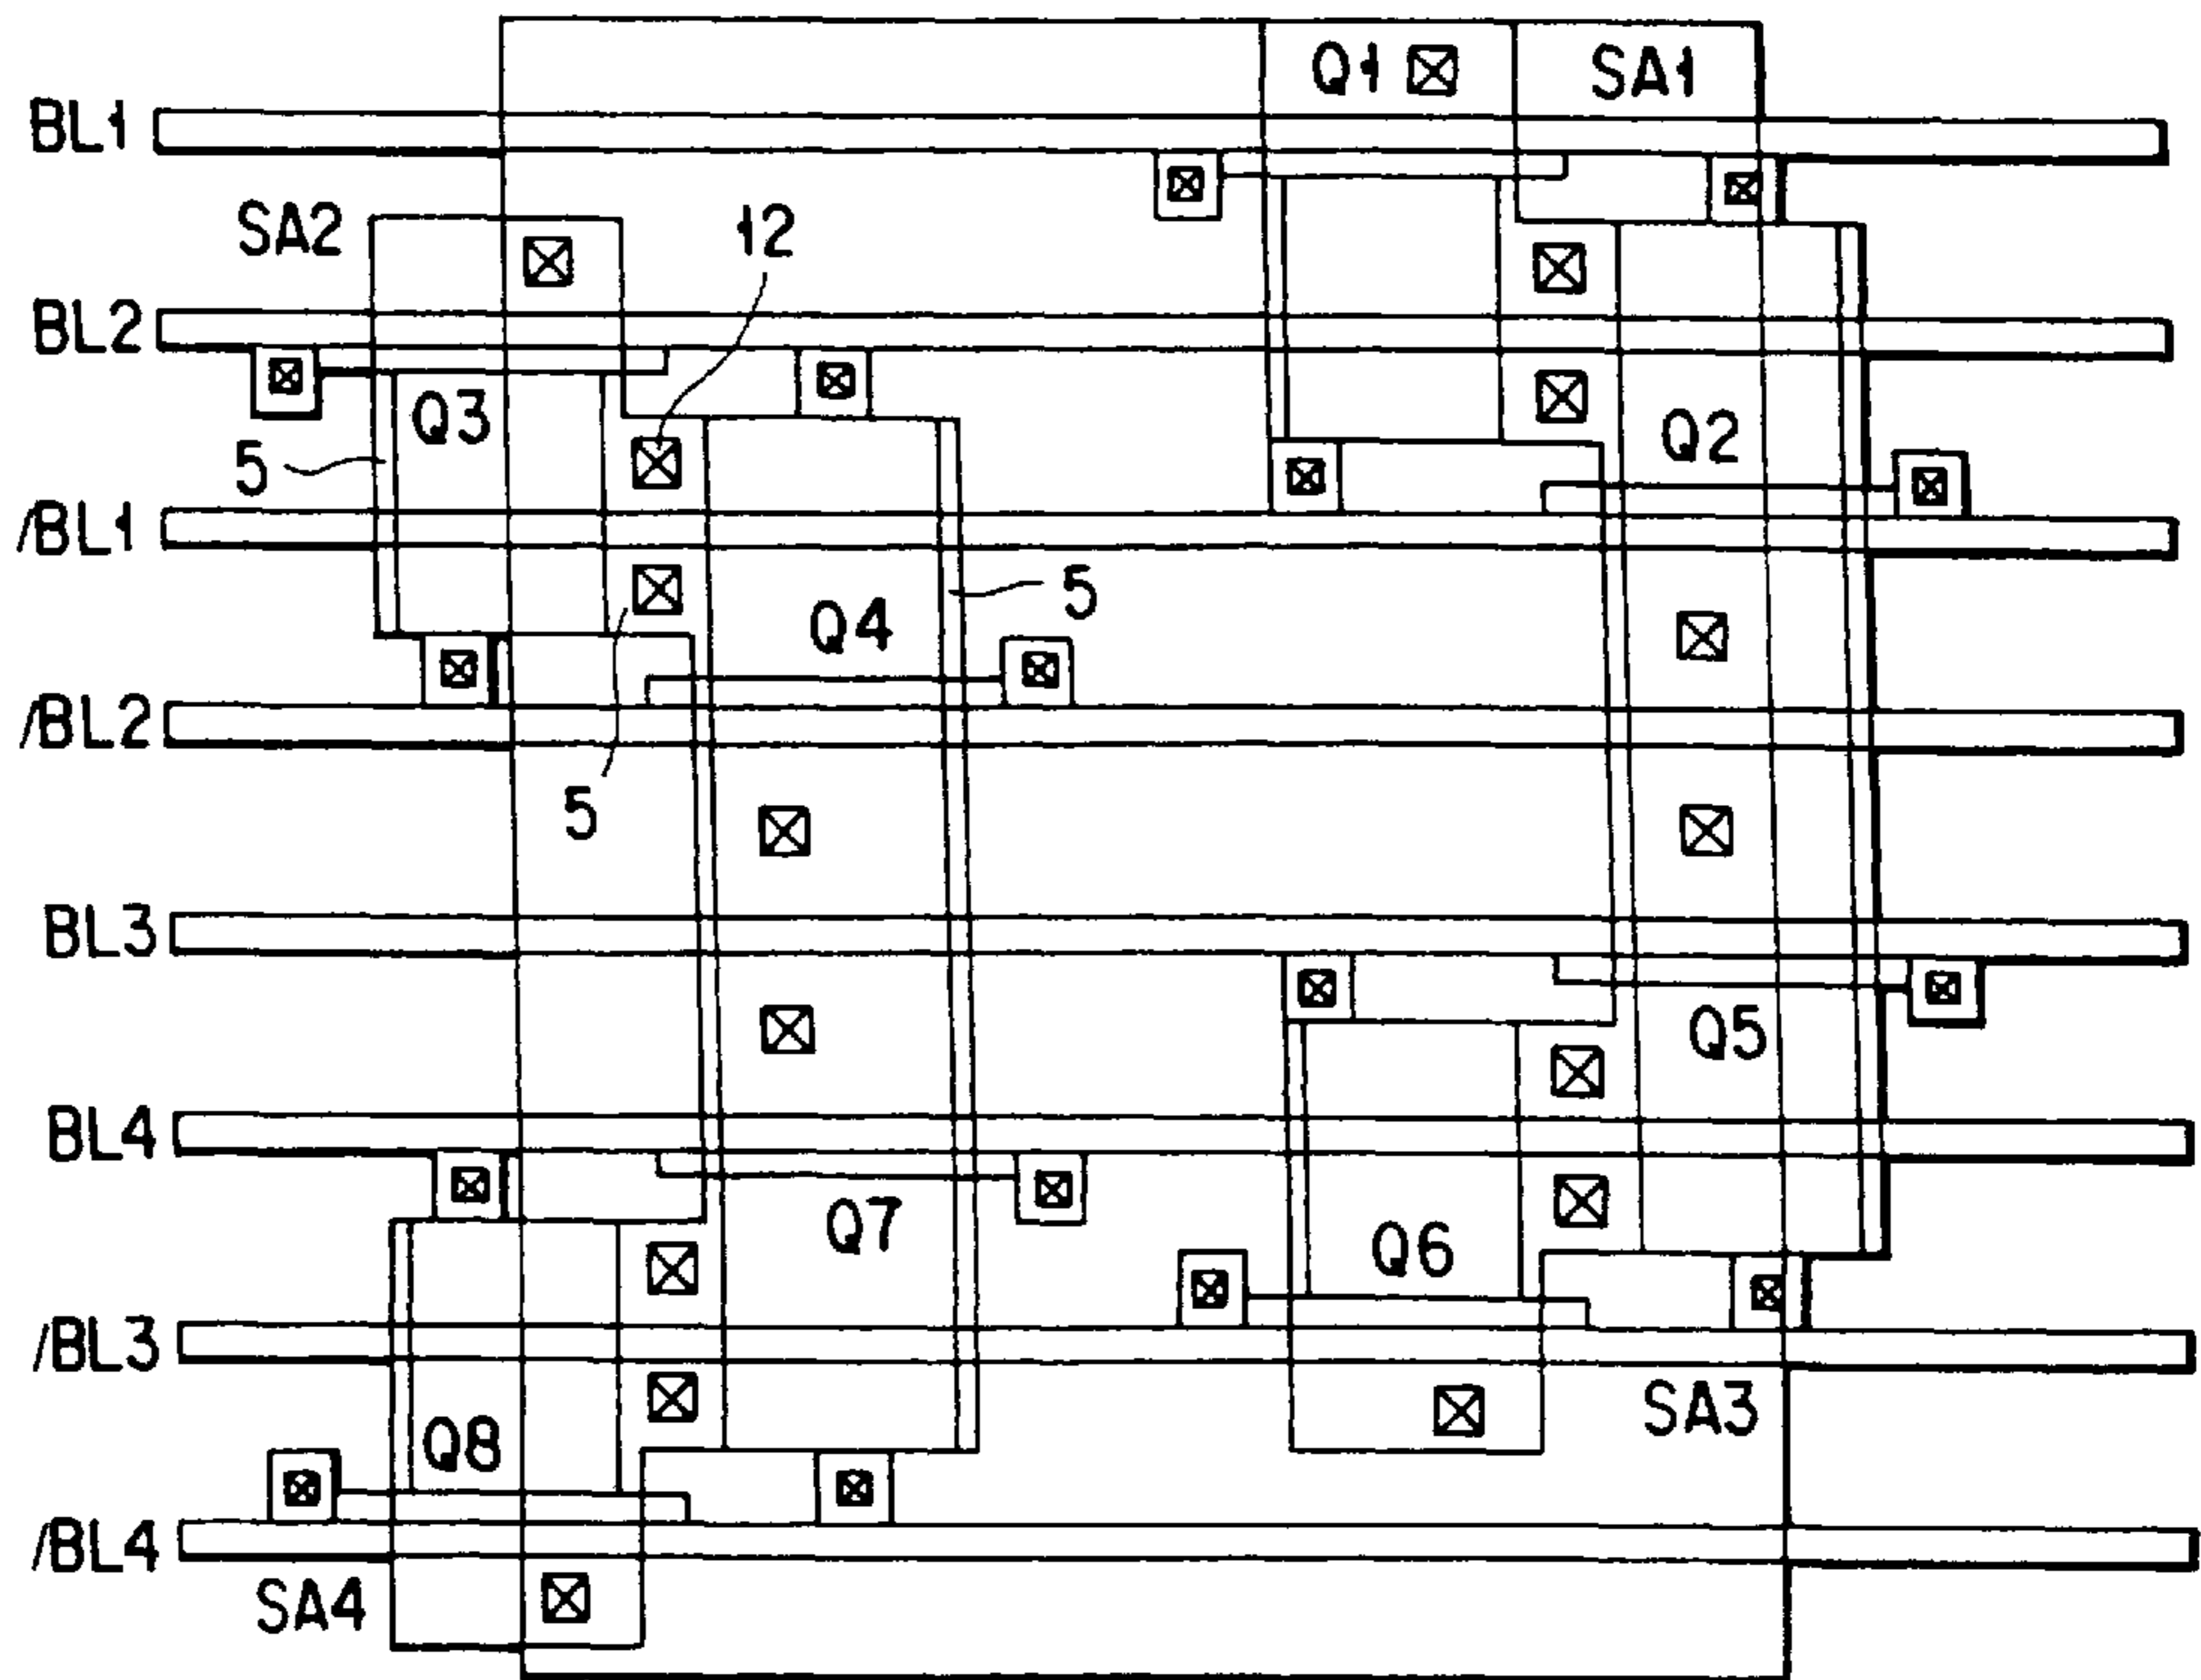 Q1 SA1
BL1
SA2 12
BL2
Q3 Q2
5
/BL1
5
Q4
/BL2
5
BL3
Q5
BL4
Q7
Q6
/BL3
SA3
Q8
/BL4
SA4